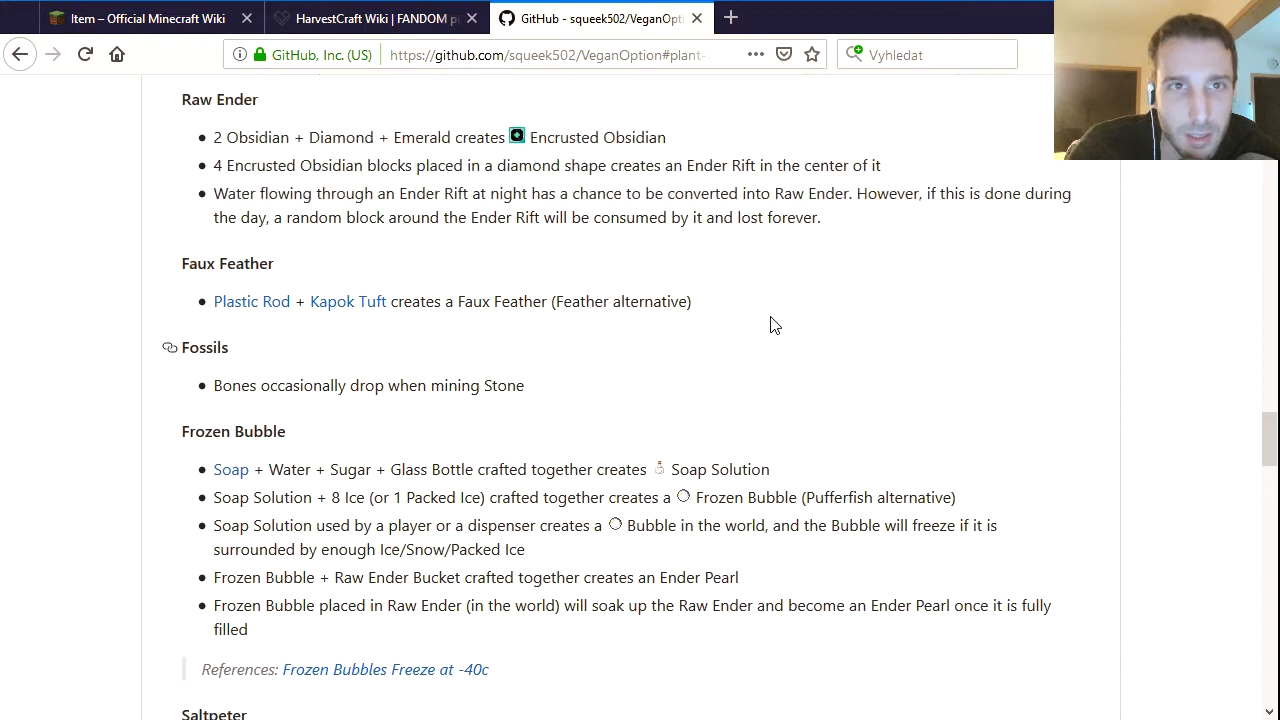 Item – Official Minecraft Wiki
HarvestCraft Wiki | FANDOM p
GitHub - squeek502/VeganOpti
GitHub, Inc. (US)
https://github.com/squeek502/VeganOption#plant-
Vyhledat
Raw Ender
2 Obsidian + Diamond + Emerald creates Encrusted Obsidian
4 Encrusted Obsidian blocks placed in a diamond shape creates an Ender Rift in the center of it
Water flowing through an Ender Rift at night has a chance to be converted into Raw Ender. However, if this is done during
the day, a random block around the Ender Rift will be consumed by it and lost forever.
Faux Feather
Plastic Rod + Kapok Tuft creates a Faux Feather (Feather alternative)
Fossils
Bones occasionally drop when mining Stone
Frozen Bubble
Soap + Water + Sugar + Glass Bottle crafted together creates Soap Solution
Soap Solution + 8 Ice (or 1 Packed Ice) crafted together creates a Frozen Bubble (Pufferfish alternative)
Soap Solution used by a player or a dispenser creates a Bubble in the world, and the Bubble will freeze if it is
surrounded by enough Ice/Snow/Packed Ice
Frozen Bubble + Raw Ender Bucket crafted together creates an Ender Pearl
Frozen Bubble placed in Raw Ender (in the world) will soak up the Raw Ender and become an Ender Pearl once it is fully
filled
References: Frozen Bubbles Freeze at -40c
Saltpeter